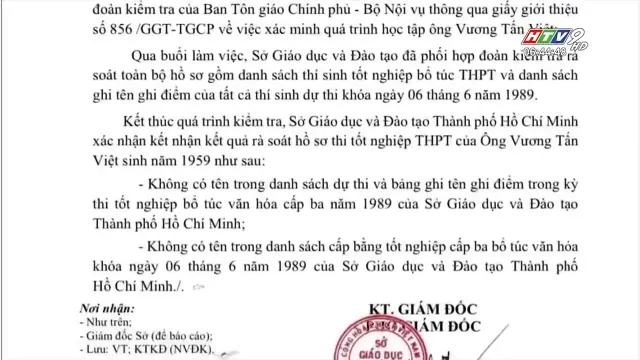 đoàn kiểm tra của Ban Tôn giáo Chính phủ - Bộ Nội vụ thông qua giấy giới thiệu
số 856 /GGT-TGCP về việc xác minh quá trình học tập ông Vương Tấn Việt;
HTV9
HD
Qua buổi làm việc, Sở Giáo dục và Đào tạo đã phối hợp đoàn kiểm tra rà
soát toàn bộ hồ sơ gồm danh sách thí sinh tốt nghiệp bổ túc THPT và danh sách
ghi tên ghi điểm của tất cả thí sinh dự thi khóa ngày 06 tháng 6 năm 1989.
Kết thúc quá trình kiểm tra, Sở Giáo dục và Đào tạo Thành phố Hồ Chí Minh
xác nhận kết nhận kết quả rà soát hồ sơ thi tốt nghiệp THPT của Ông Vương Tấn
Việt sinh năm 1959 như sau:
- Không có tên trong danh sách dự thi và bảng ghi tên ghi điểm trong kỳ
thi tốt nghiệp bổ túc văn hóa cấp ba năm 1989 của Sở Giáo dục và Đào tạo
Thành phố Hồ Chí Minh;
- Không có tên trong danh sách cấp bằng tốt nghiệp cấp ba bổ túc văn hóa
khóa ngày 06 tháng 6 năm 1989 của Sở Giáo dục và Đào tạo Thành phố
Hồ Chí Minh./.
Nơi nhận:
- Như trên;
- Giám đốc Sở (để báo cáo);
- Lưu: VT; KTKĐ (NVĐK).
KT. GIÁM ĐỐC
GIÁM ĐỐC
SỞ
GIÁO DỤC